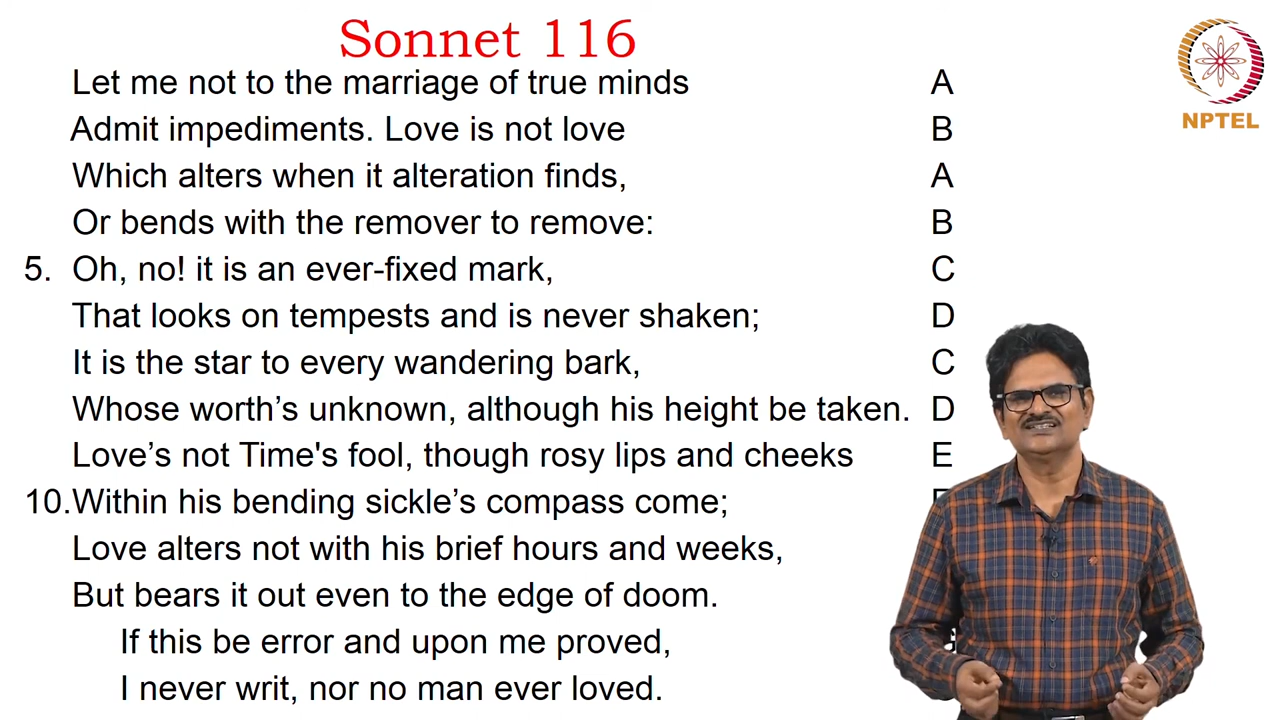 Sonnet 116
Let me not to the marriage of true minds A
Admit impediments. Love is not love B
Which alters when it alteration finds, A
Or bends with the remover to remove: B
5. Oh, no! it is an ever-fixed mark, C
That looks on tempests and is never shaken; D
It is the star to every wandering bark, C
Whose worth’s unknown, although his height be taken. D
Love’s not Time's fool, though rosy lips and cheeks E
10.Within his bending sickle’s compass come;
Love alters not with his brief hours and weeks,
But bears it out even to the edge of doom.
If this be error and upon me proved,
I never writ, nor no man ever loved.
NPTEL